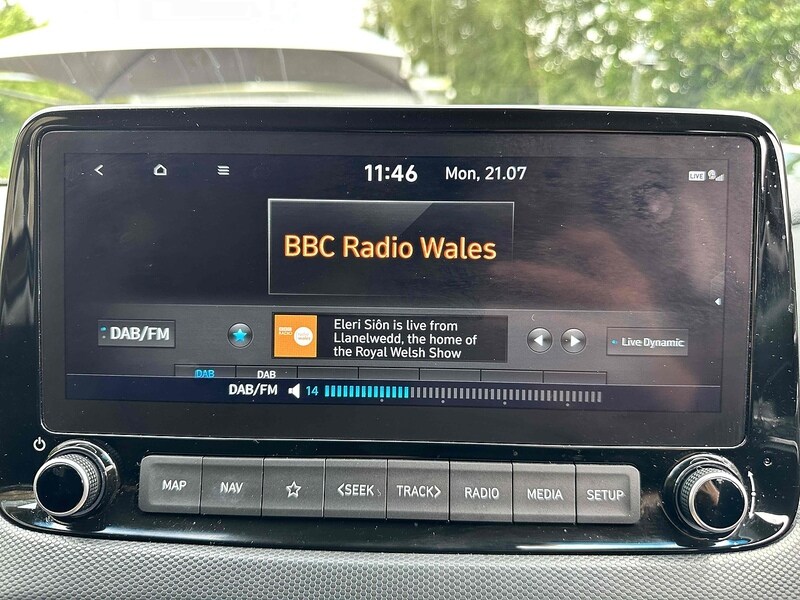 11:46 Mon, 21.07 LIVE
BBC Radio Wales
DAB/FM
Eleri Siôn is live from
Llanelwedd, the home of
the Royal Welsh Show
Live Dynamic
DAB DAB
DAB/FM 14
MAP NAV <SEEK TRACK> RADIO MEDIA SETUP